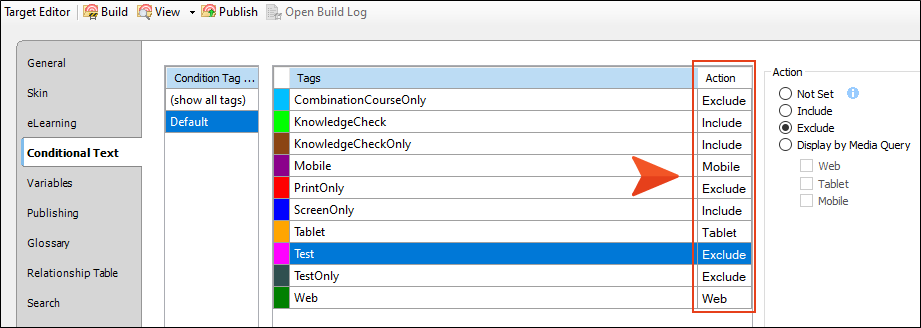 Target Editor Build View Publish Open Build Log
General
Skin
eLearning
Conditional Text
Variables
Publishing
Glossary
Relationship Table
Search
Condition Tag ...
(show all tags)
Default
Tags Action
CombinationCourseOnly Exclude
KnowledgeCheck Include
KnowledgeCheckOnly Include
Mobile Mobile
PrintOnly Exclude
ScreenOnly Include
Tablet Tablet
Test Exclude
TestOnly Exclude
Web Web
Action
Not Set
Include
Exclude
Display by Media Query
Web
Tablet
Mobile